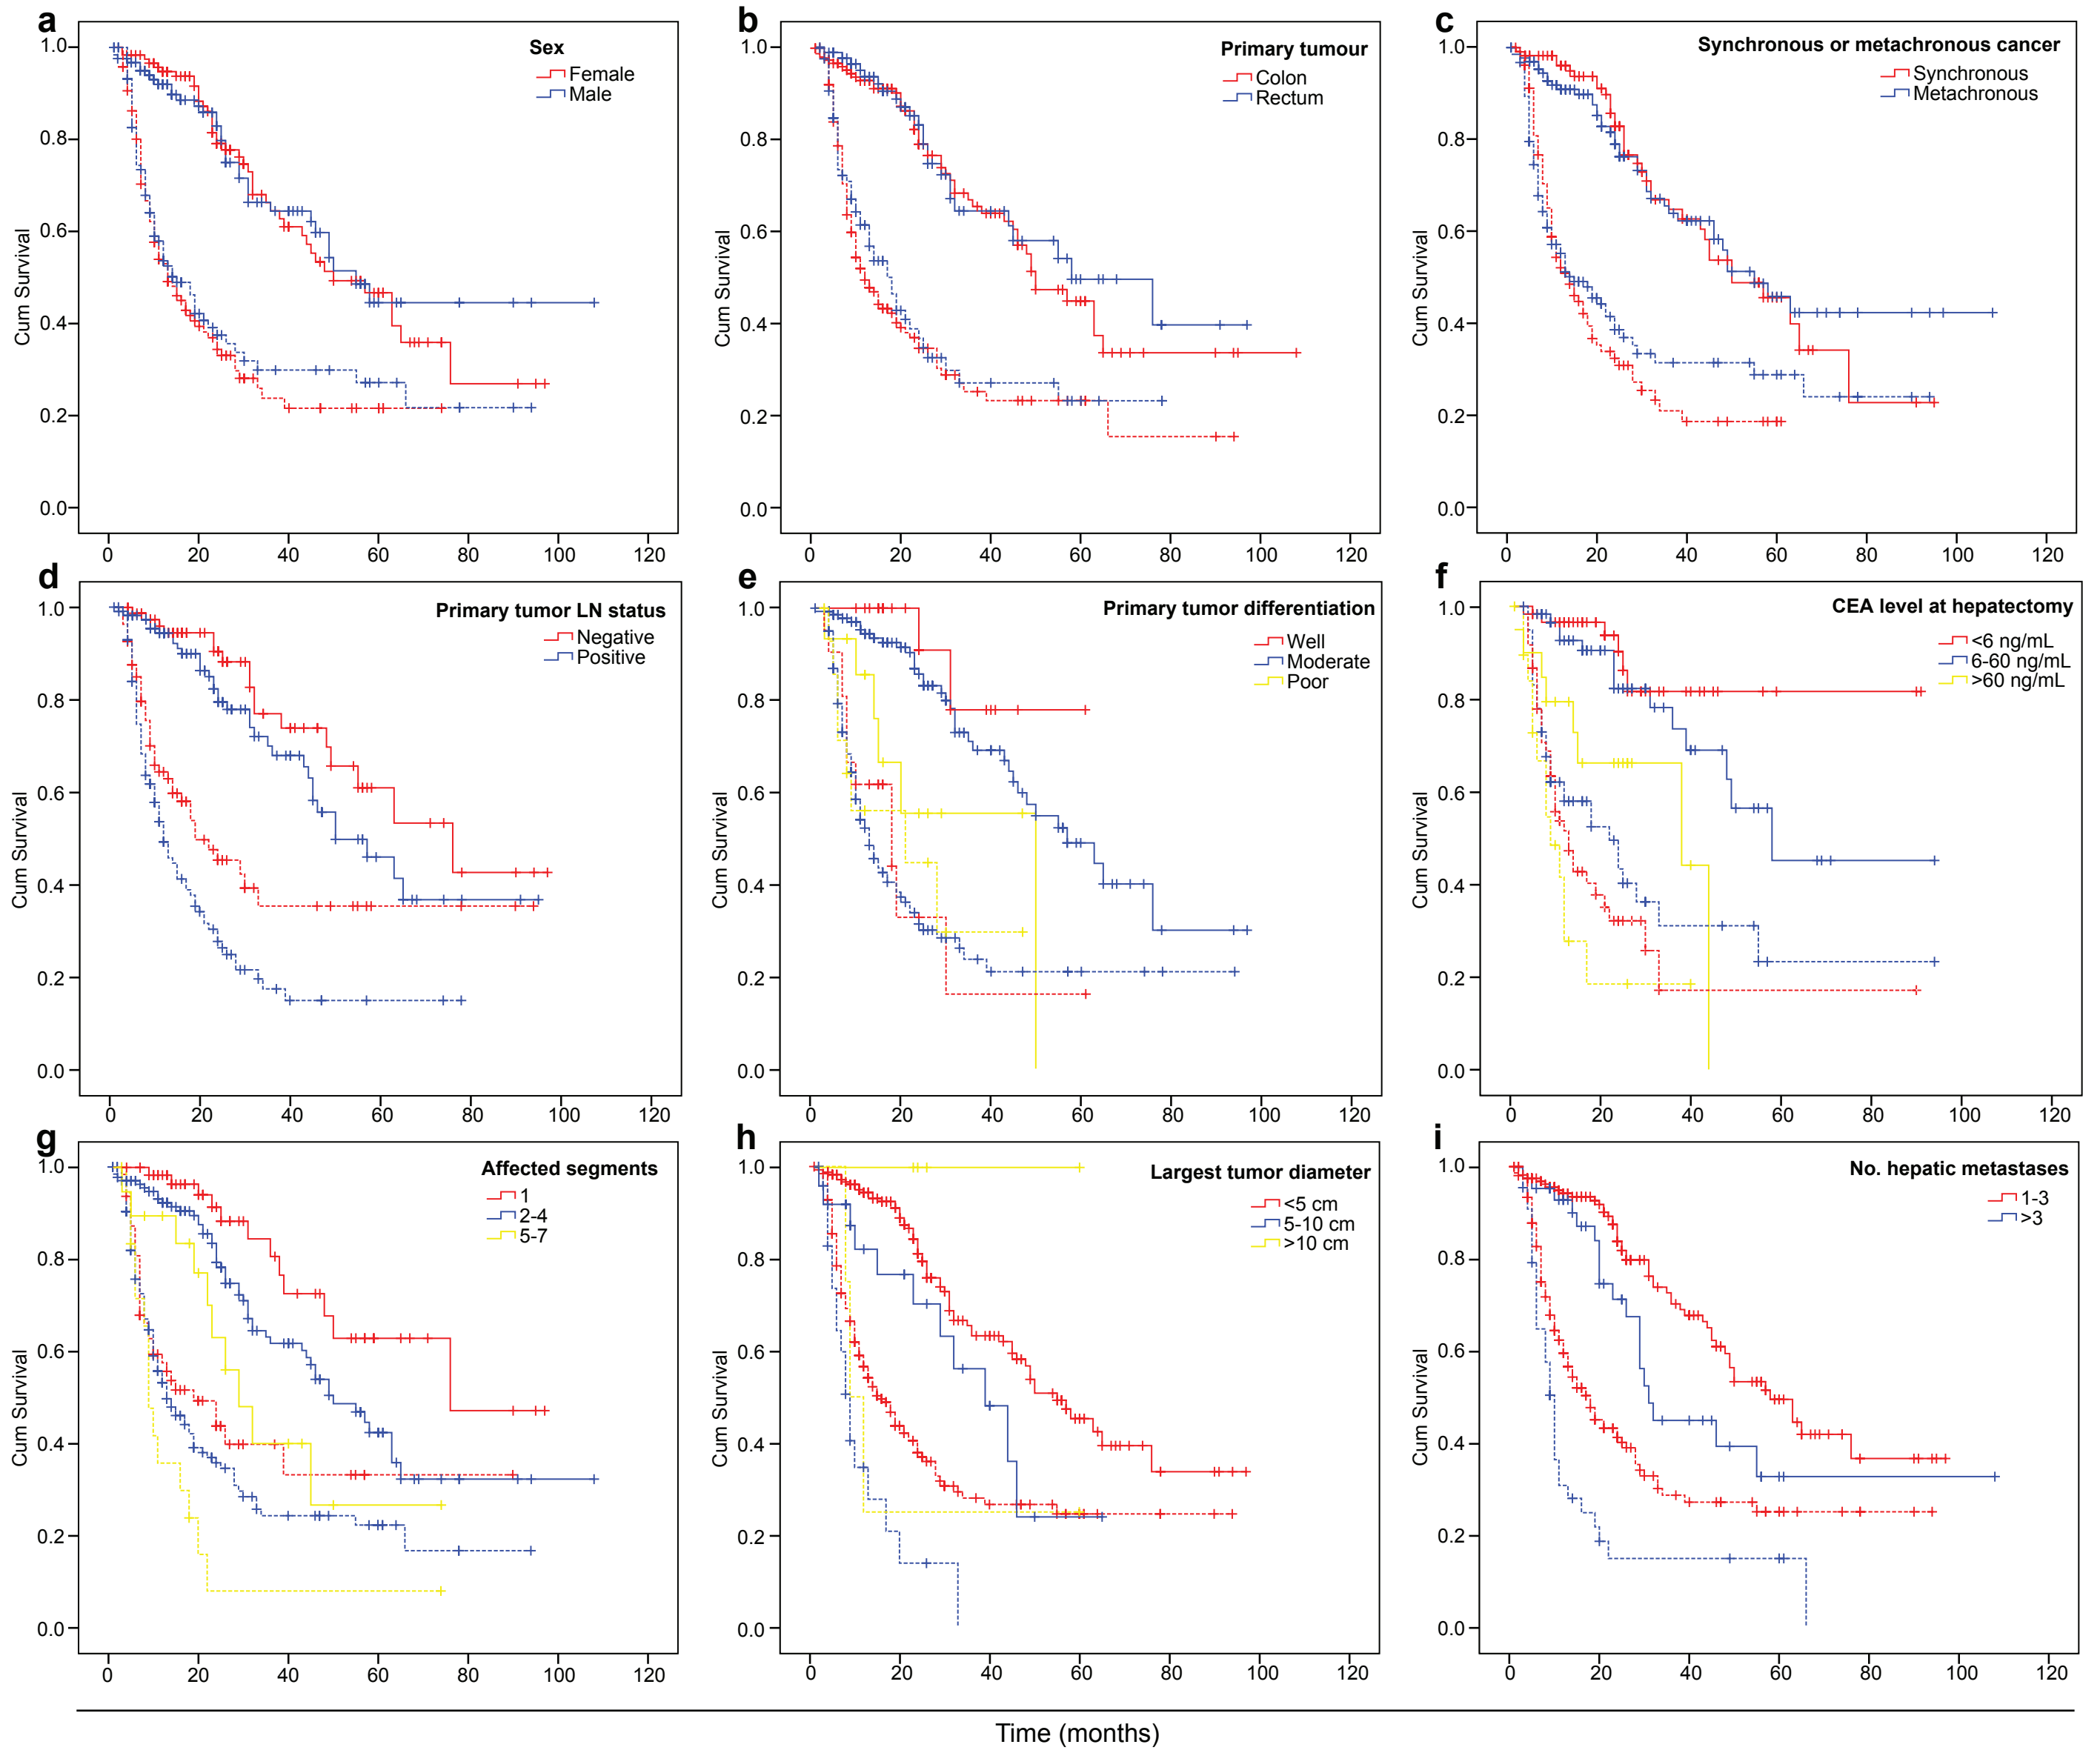 a
Sex
Female
Male
Cum Survival
1.0
0.8
0.6
0.4
0.2
0.0
0 20 40 60 80 100 120
b
Primary tumour
Colon
Rectum
Cum Survival
1.0
0.8
0.6
0.4
0.2
0.0
0 20 40 60 80 100 120
c
Synchronous or metachronous cancer
Synchronous
Metachronous
Cum Survival
1.0
0.8
0.6
0.4
0.2
0.0
0 20 40 60 80 100 120
d
Primary tumor LN status
Negative
Positive
Cum Survival
1.0
0.8
0.6
0.4
0.2
0.0
0 20 40 60 80 100 120
e
Primary tumor differentiation
Well
Moderate
Poor
Cum Survival
1.0
0.8
0.6
0.4
0.2
0.0
0 20 40 60 80 100 120
f
CEA level at hepatectomy
<6 ng/mL
6-60 ng/mL
>60 ng/mL
Cum Survival
1.0
0.8
0.6
0.4
0.2
0.0
0 20 40 60 80 100 120
g
Affected segments
1
2-4
5-7
Cum Survival
1.0
0.8
0.6
0.4
0.2
0.0
0 20 40 60 80 100 120
h
Largest tumor diameter
<5 cm
5-10 cm
>10 cm
Cum Survival
1.0
0.8
0.6
0.4
0.2
0.0
0 20 40 60 80 100 120
i
No. hepatic metastases
1-3
>3
Cum Survival
1.0
0.8
0.6
0.4
0.2
0.0
0 20 40 60 80 100 120
Time (months)